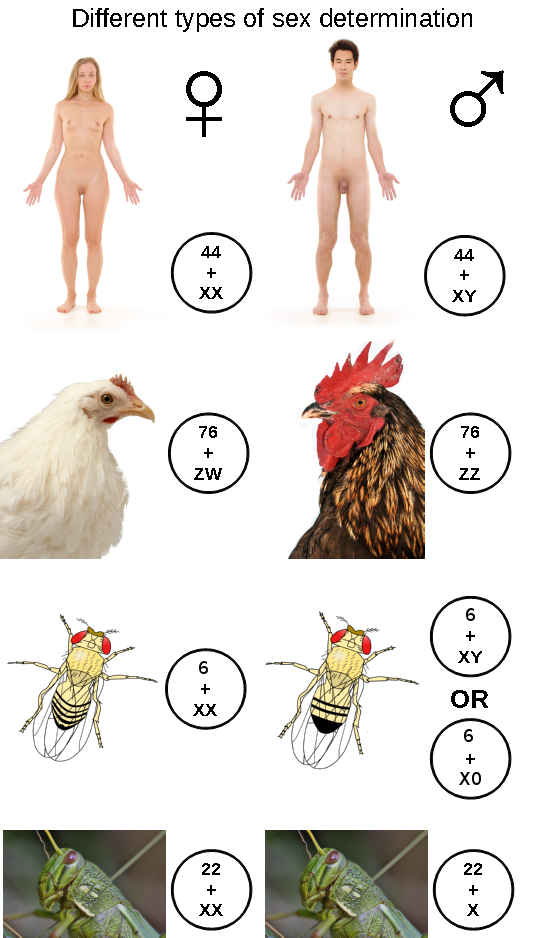 Different types of sex determination
♀
♂
44
+
XX
44
+
XY
76
+
ZW
76
+
ZZ
6
+
XX
6
+
XY
OR
6
+
X0
22
+
XX
22
+
X